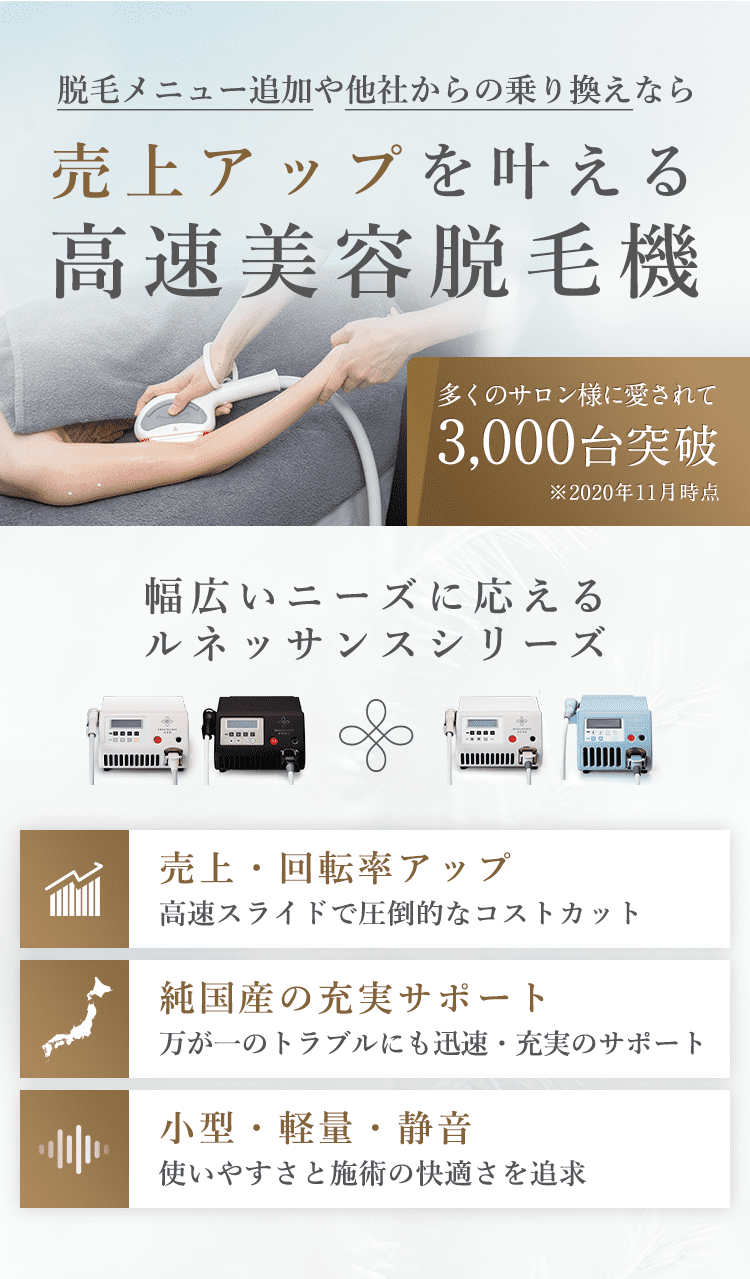 脱毛メニュー追加や他社からの乗り換えなら
売上アップを叶える
高速美容脱毛機
多くのサロン様に愛されて
3,000台突破
※2020年11月時点
幅広いニーズに応える
ルネッサンスシリーズ
売上・回転率アップ
高速スライドで圧倒的なコストカット
純国産の充実サポート
万が一のトラブルにも迅速・充実のサポート
小型・軽量・静音
使いやすさと施術の快適さを追求